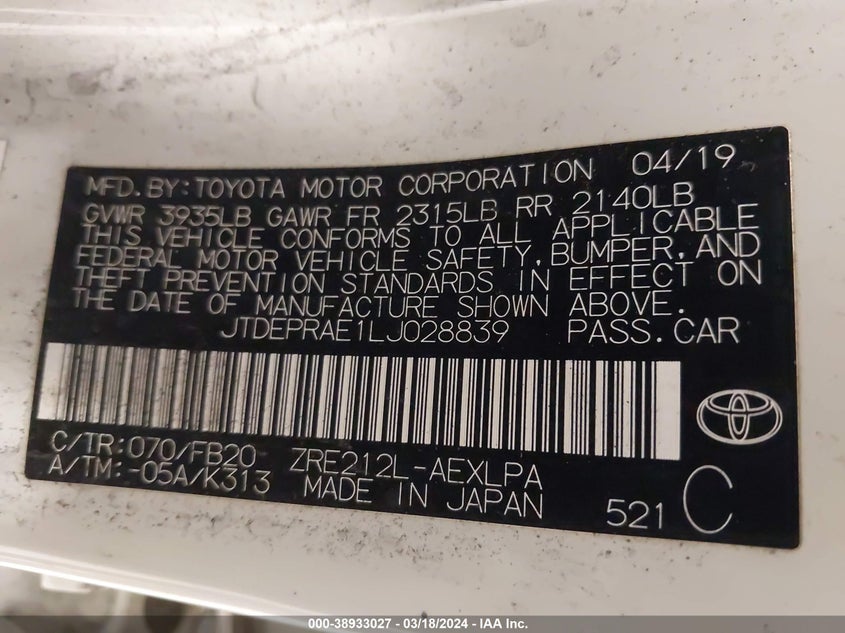 MFD.BY:TOYOTA MOTOR CORPORATION 04/19
GVWR 3935LB GAWR FR 2315LB RR 2140LB
THIS VEHICLE CONFORMS TO ALL APPLICABLE
FEDERAL MOTOR VEHICLE SAFETY,BUMPER,AND
THEFT PREVENTION STANDARDS IN EFFECT ON
THE DATE OF MANUFACTURE SHOWN ABOVE.
JTDEPRAE1LJ028839 PASS.CAR
C/TR:070/FB20 ZRE212L-AEXLPA
A/TM:-05A/K313 MADE IN JAPAN 521 C
000-38933027 - 03/18/2024 - IAA Inc.